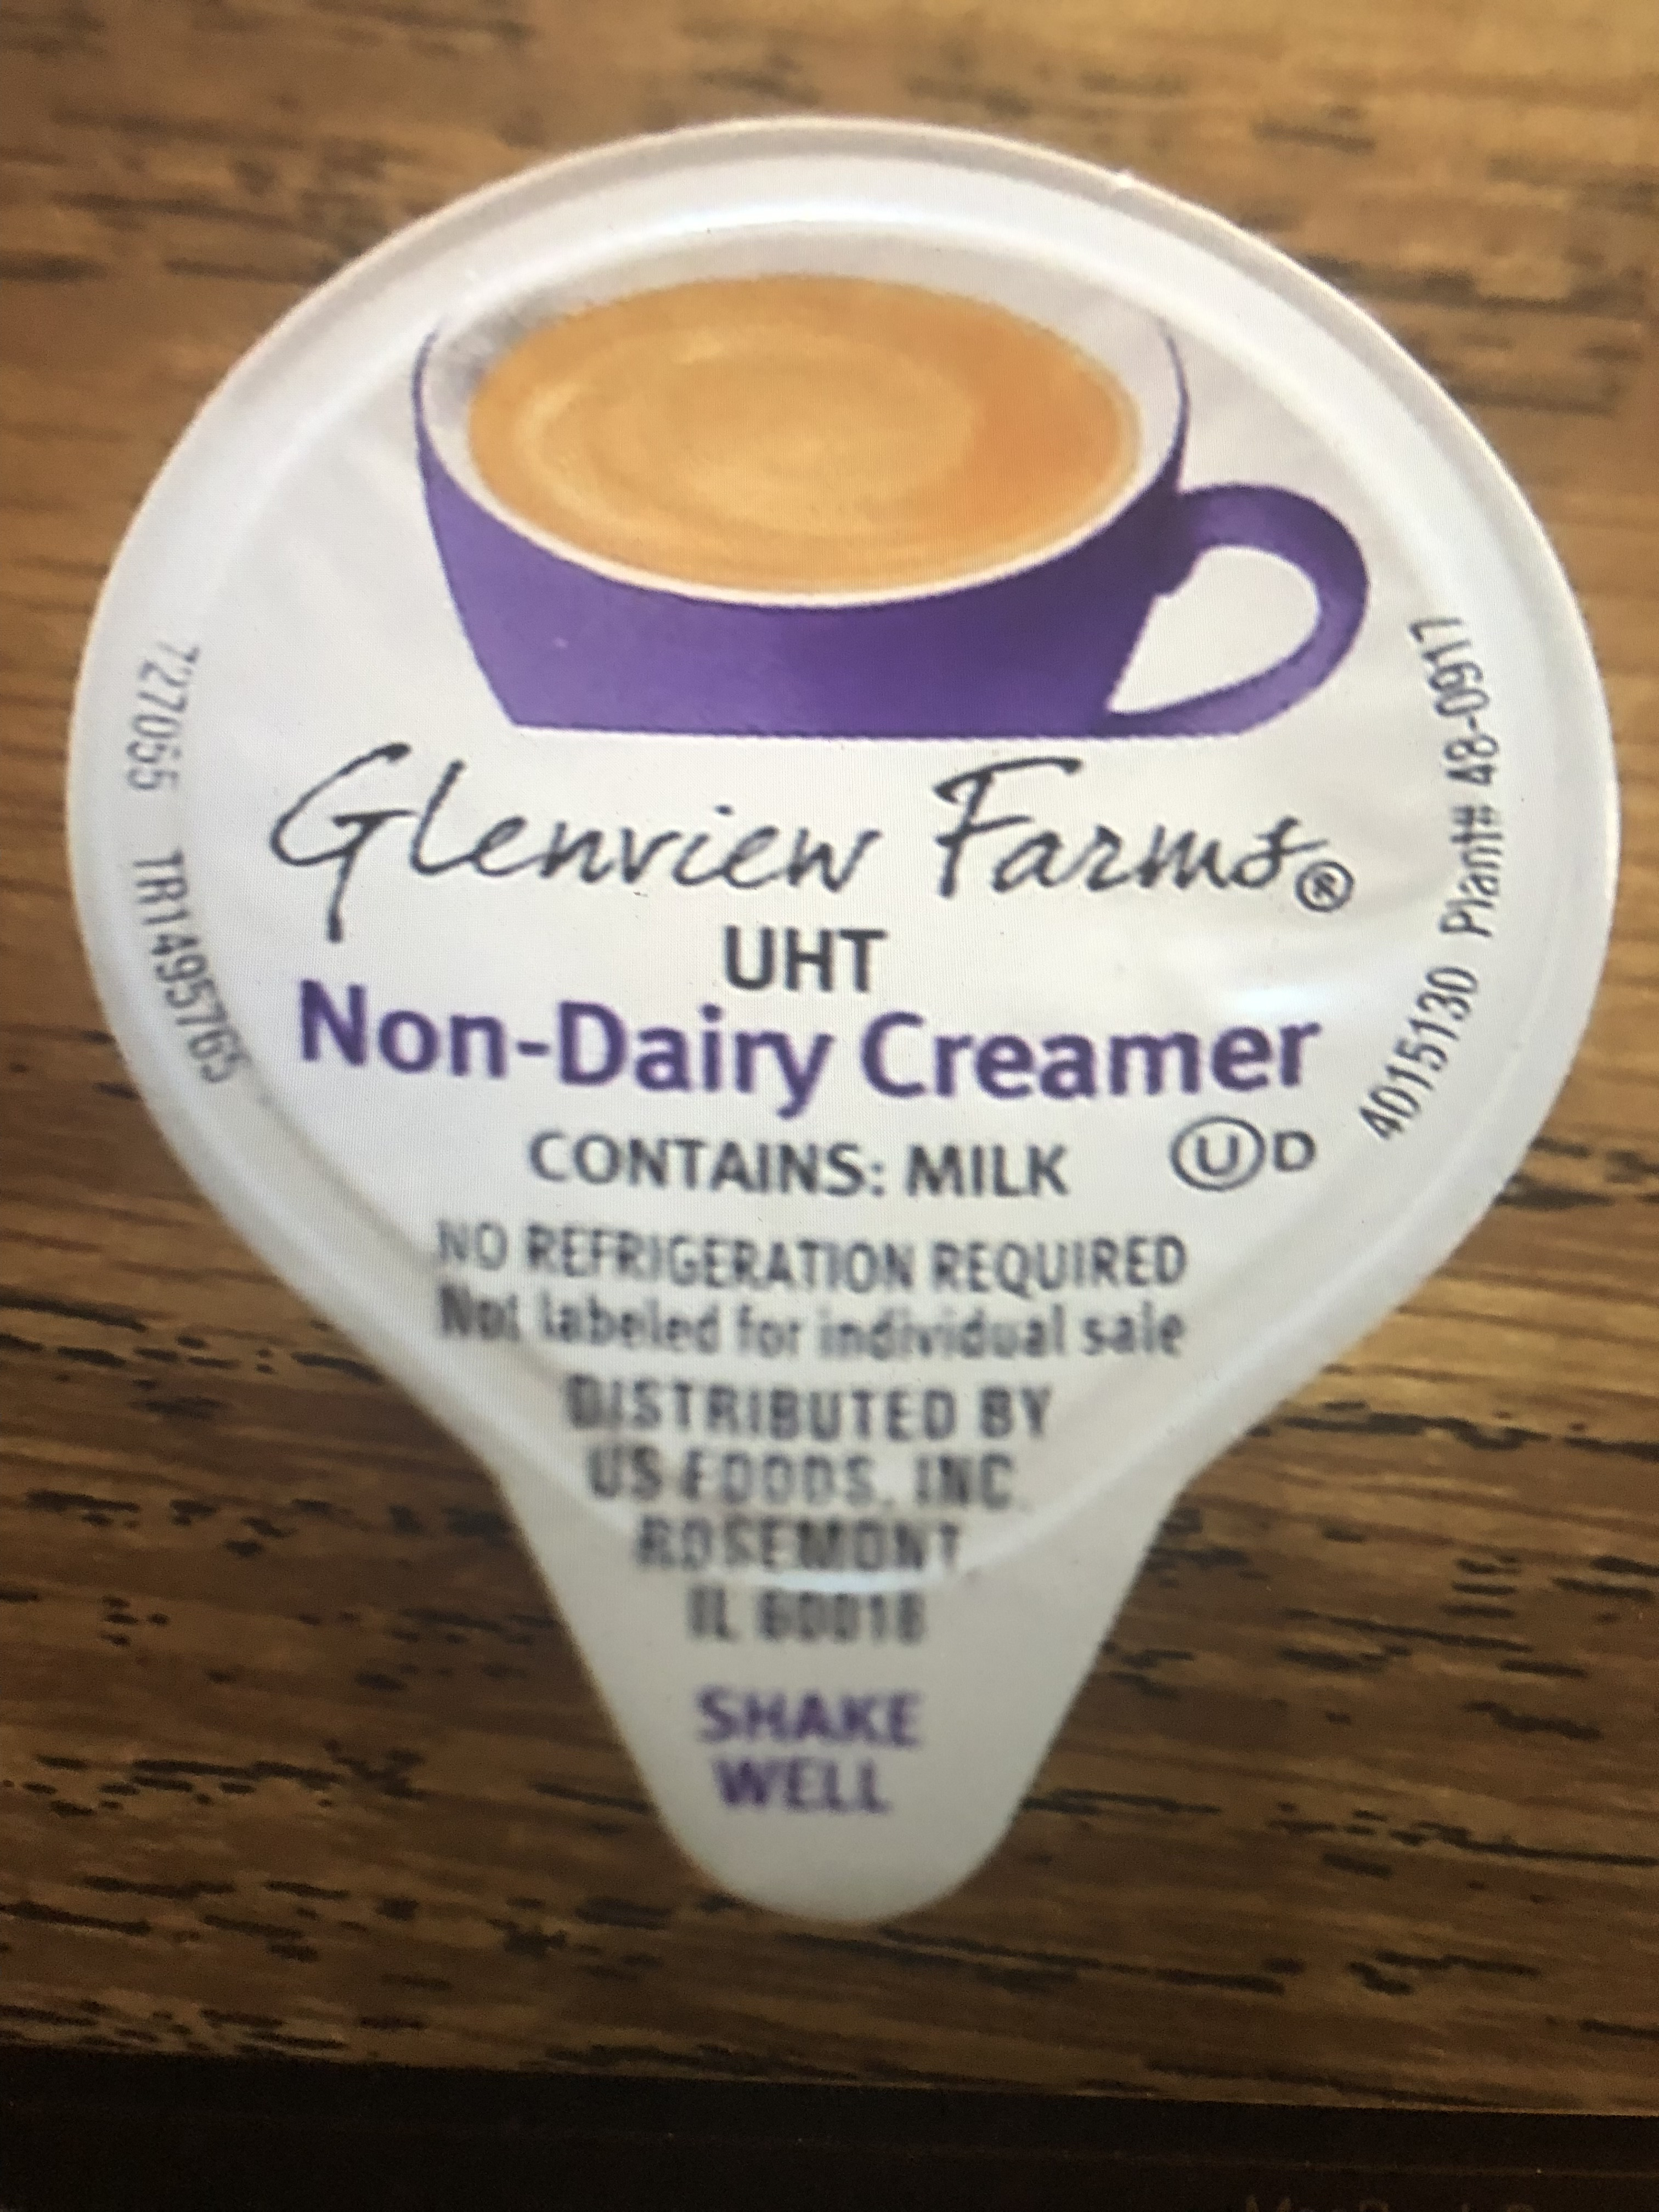 Glenview Farms®
UHT
Non-Dairy Creamer
CONTAINS: MILK
Ⓤ D
NO REFRIGERATION REQUIRED
Not labeled for individual sale
DISTRIBUTED BY
US FOODS, INC.
ROSEMONT
IL 60018
SHAKE
WELL
727055 TR149579C
4015130 Plant# 48-0917